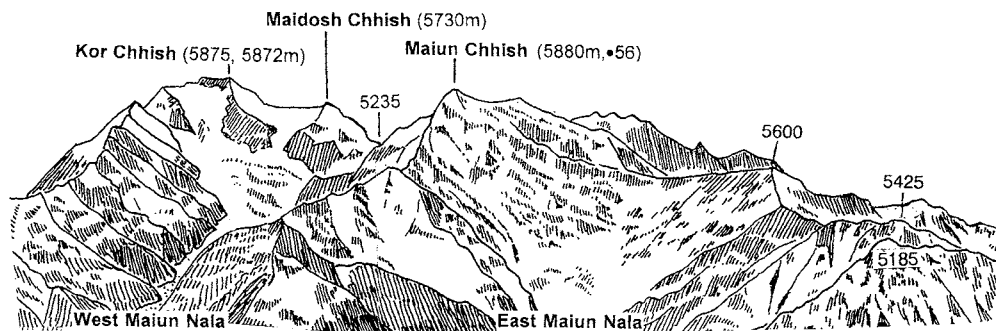 Maidosh Chhish (5730m)
Kor Chhish (5875, 5872m)
Maiun Chhish (5880m,•56)
5235
5600
5425
5185
West Maiun Nala
East Maiun Nala